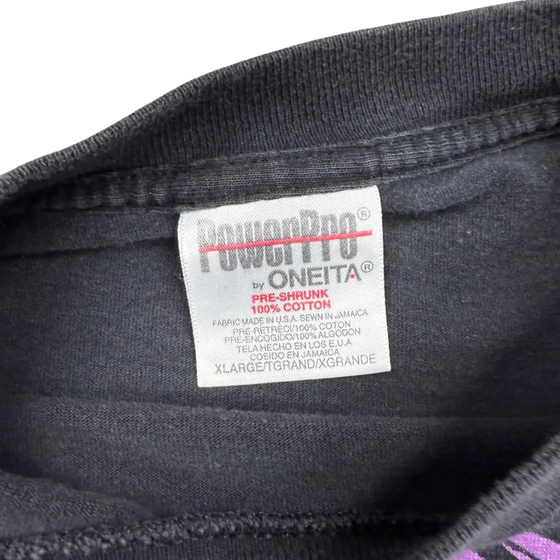 PowerPro®
by ONEITA®
PRE-SHRUNK
100% COTTON
FABRIC MADE IN U.S.A. SEWN IN JAMAICA
PRE-RETRECI/100% COTON
PRE-ENCOGIDO/100% ALGODON
TELA HECHO EN LOS E.U.A
COSIDO EN JAMAICA
XLARGE/TGRAND/XGRANDE